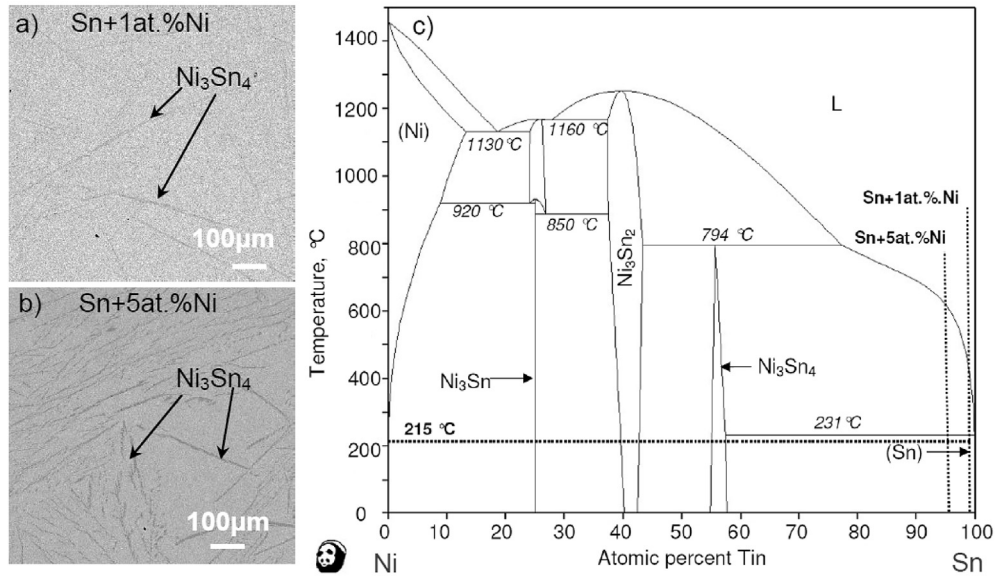 a) Sn+1at.%Ni
Ni3Sn4
100µm
b) Sn+5at.%Ni
Ni3Sn4
100µm
c)
1400
1200
1000
800
600
400
200
0
Temperature, °C
L
(Ni)
1130°C
1160°C
920 °C
850 °C
794 °C
Ni3Sn2
Sn+1at.%.Ni
Sn+5at.%Ni
Ni3Sn
Ni3Sn4
215 °C
231°C
(Sn)
0 10 20 30 40 50 60 70 80 90 100
Ni
Atomic percent Tin
Sn